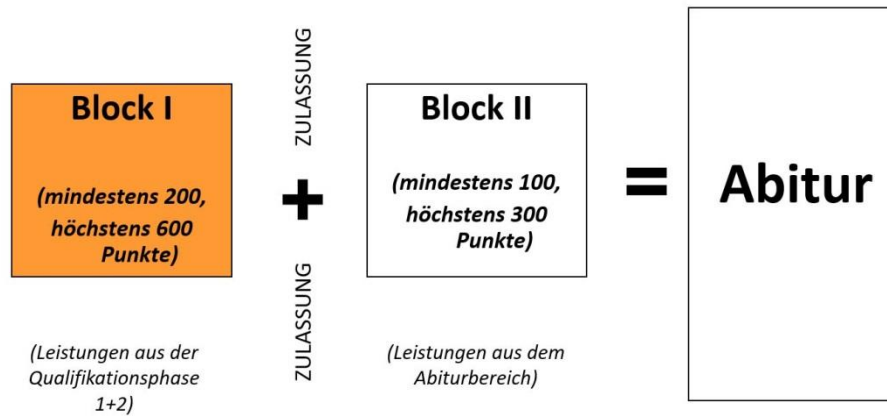 Block I
(mindestens 200,
höchstens 600
Punkte)
(Leistungen aus der
Qualifikationsphase
1+2)
ZULASSUNG
+
ZULASSUNG
Block II
(mindestens 100,
höchstens 300
Punkte)
(Leistungen aus dem
Abiturbereich)
=
Abitur